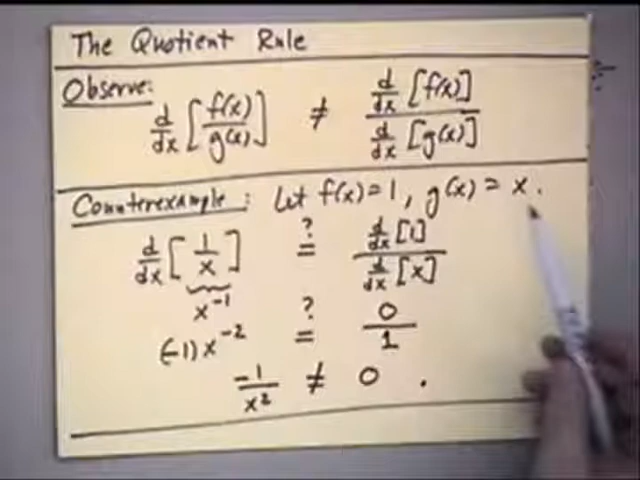 The Quotient Rule
Observe: d/dx [f(x)/g(x)] ≠ d/dx [f(x)] / d/dx [g(x)]
Counterexample: Let f(x) = 1, g(x) = x.
d/dx [1/x] ?= d/dx [1] / d/dx [x]
x⁻¹
(-1)x⁻² ?= 0/1
-1/x² ≠ 0.